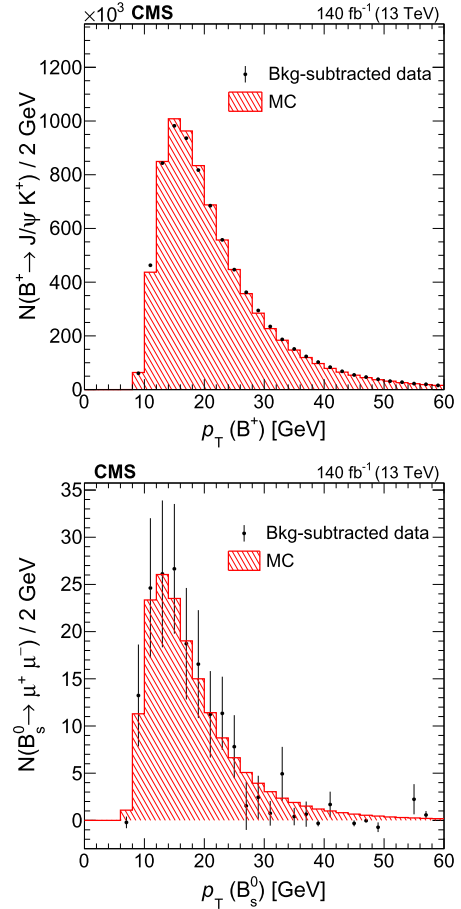 ×10³ CMS 140 fb⁻¹ (13 TeV)
N(B⁺→ J/ψ K⁺) / 2 GeV
1200
1000
800
600
400
200
0
Bkg-subtracted data
MC
0 10 20 30 40 50 60
p_T (B⁺) [GeV]
CMS 140 fb⁻¹ (13 TeV)
N(B_s⁰→ μ⁺ μ⁻) / 2 GeV
35
30
25
20
15
10
5
0
Bkg-subtracted data
MC
0 10 20 30 40 50 60
p_T (B_s⁰) [GeV]